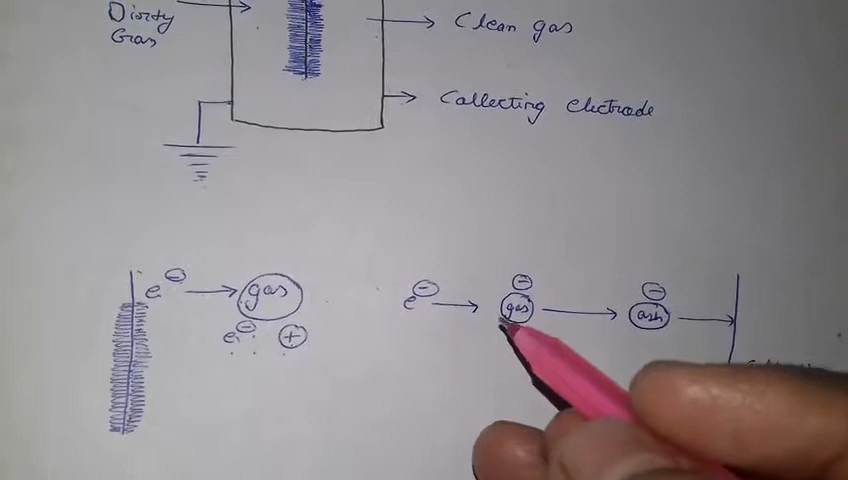 Dirty
Gas
Clean gas
Collecting electrode
e⊖ → gas
e⊖ ⊕
e⊖ → gas⊖ → ash⊖ →